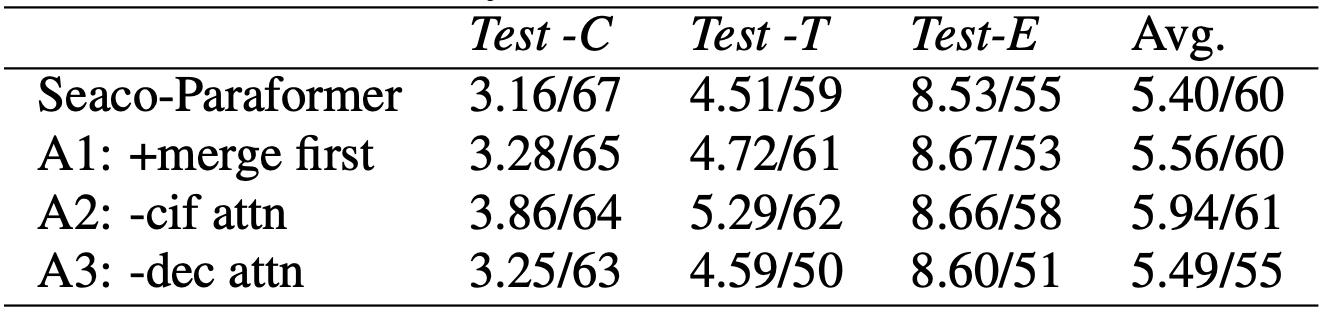 Test -C Test -T Test-E Avg.
Seaco-Paraformer 3.16/67 4.51/59 8.53/55 5.40/60
A1: +merge first 3.28/65 4.72/61 8.67/53 5.56/60
A2: -cif attn 3.86/64 5.29/62 8.66/58 5.94/61
A3: -dec attn 3.25/63 4.59/50 8.60/51 5.49/55